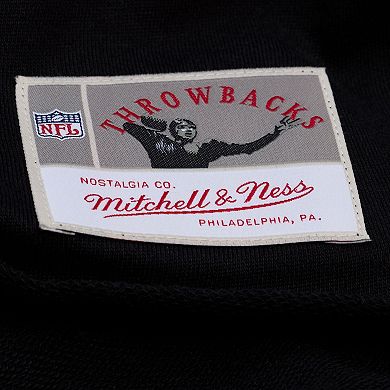 THROWBACKS
NFL
NOSTALGIA CO.
Mitchell & Ness
PHILADELPHIA, PA.